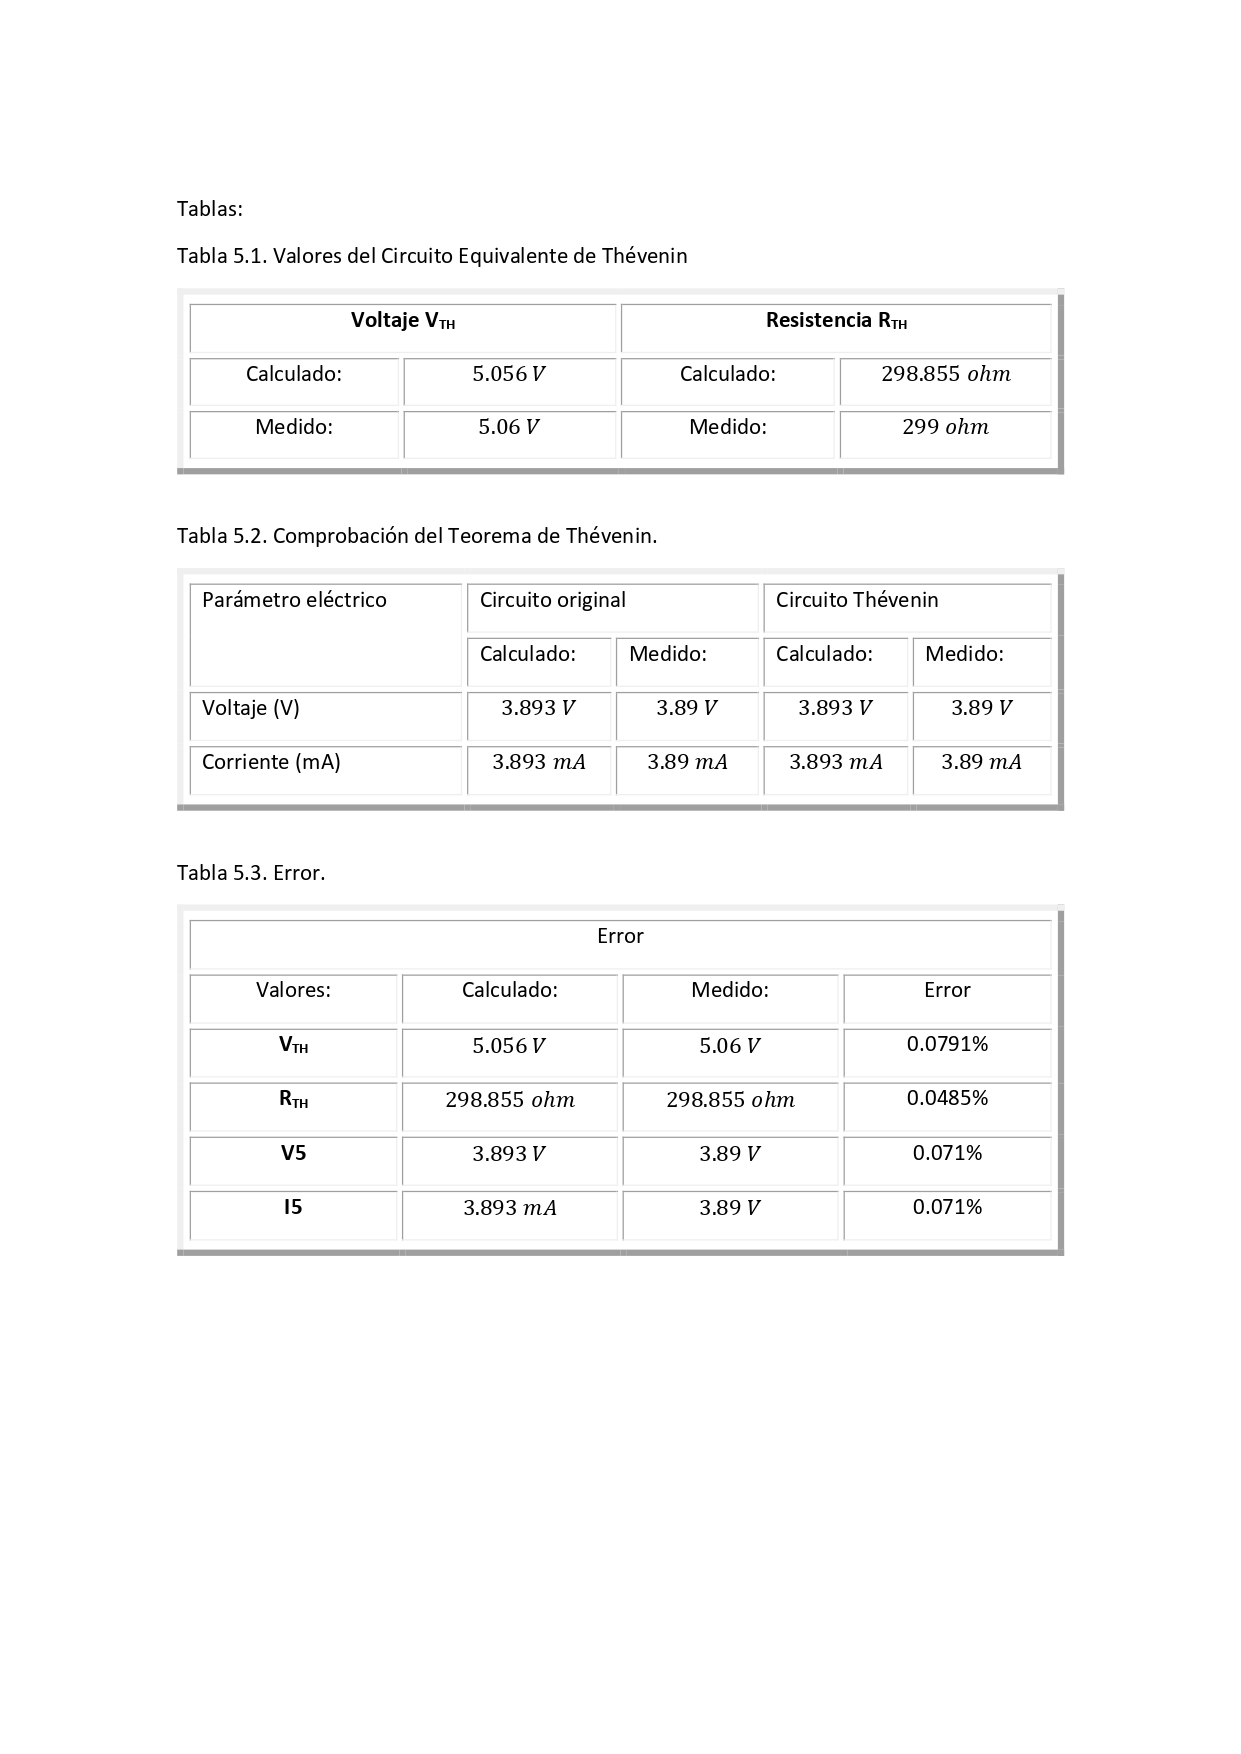 Tablas:
Tabla 5.1. Valores del Circuito Equivalente de Thévenin
Voltaje VTH Resistencia RTH
Calculado: 5.056 V Calculado: 298.855 ohm
Medido: 5.06 V Medido: 299 ohm
Tabla 5.2. Comprobación del Teorema de Thévenin.
Parámetro eléctrico Circuito original Circuito Thévenin
Calculado: Medido: Calculado: Medido:
Voltaje (V) 3.893 V 3.89 V 3.893 V 3.89 V
Corriente (mA) 3.893 mA 3.89 mA 3.893 mA 3.89 mA
Tabla 5.3. Error.
Error
Valores: Calculado: Medido: Error
VTH 5.056 V 5.06 V 0.0791%
RTH 298.855 ohm 298.855 ohm 0.0485%
V5 3.893 V 3.89 V 0.071%
I5 3.893 mA 3.89 V 0.071%